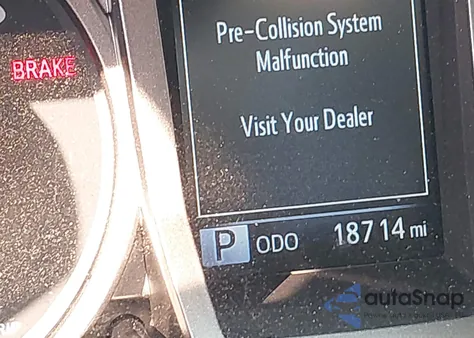 Pre-Collision System
Malfunction
Visit Your Dealer
BRAKE
P ODO 18714 mi
autoSnap